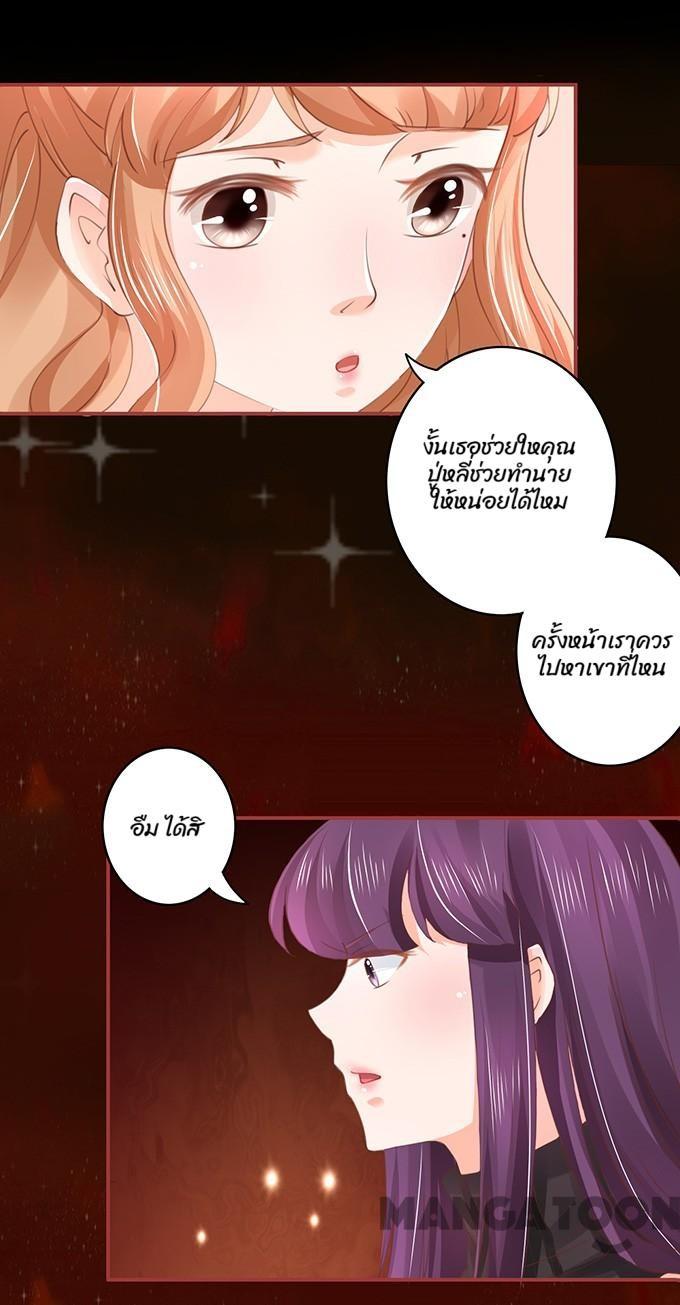 งั้นเธอช่วยให้คุณ
ปู่หลี่ช่วยทำนาย
ให้หน่อยได้ไหม
ครั้งหน้าเราควร
ไปหาเขาที่ไหน
อืม ได้สิ
MANGATOON